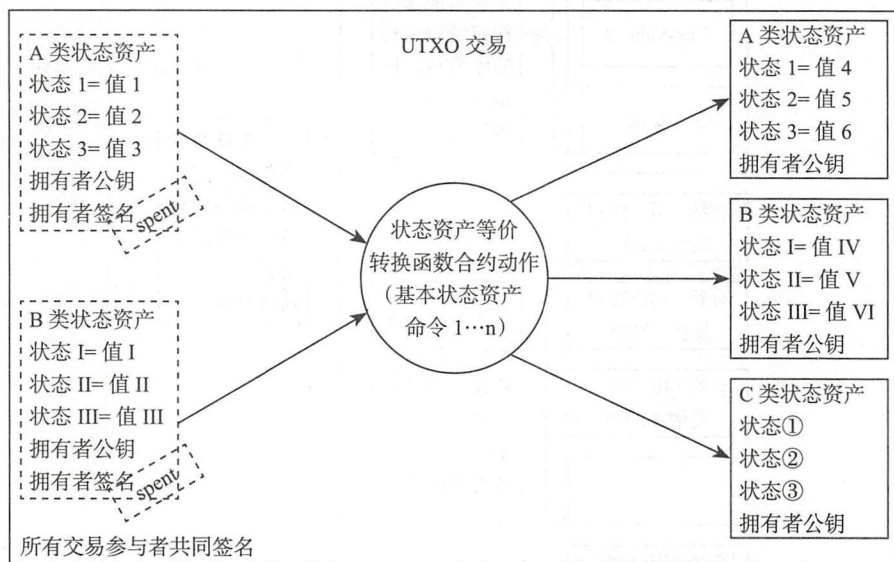 UTXO 交易
A 类状态资产
状态 1= 值 1
状态 2= 值 2
状态 3= 值 3
拥有者公钥
拥有者签名
spent
B 类状态资产
状态 I= 值 I
状态 II= 值 II
状态 III= 值 III
拥有者公钥
拥有者签名
spent
状态资产等价
转换函数合约动作
（基本状态资产
命令 1…n）
A 类状态资产
状态 1= 值 4
状态 2= 值 5
状态 3= 值 6
拥有者公钥
B 类状态资产
状态 I= 值 IV
状态 II= 值 V
状态 III= 值 VI
拥有者公钥
C 类状态资产
状态①
状态②
状态③
拥有者公钥
所有交易参与者共同签名